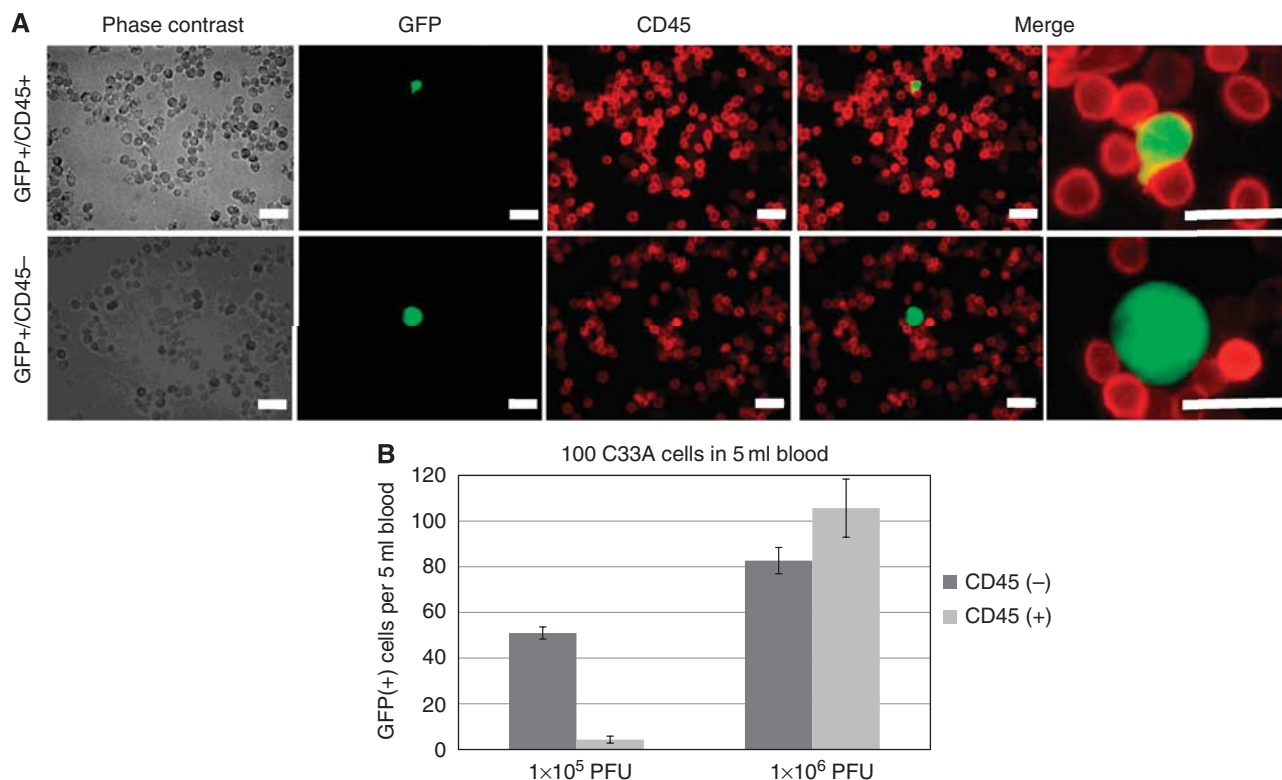 A
Phase contrast
GFP
CD45
Merge
GFP+/CD45+
GFP+/CD45–
B
100 C33A cells in 5 ml blood
GFP(+) cells per 5 ml blood
120
100
80
60
40
20
0
1×10⁵ PFU
1×10⁶ PFU
CD45 (–)
CD45 (+)